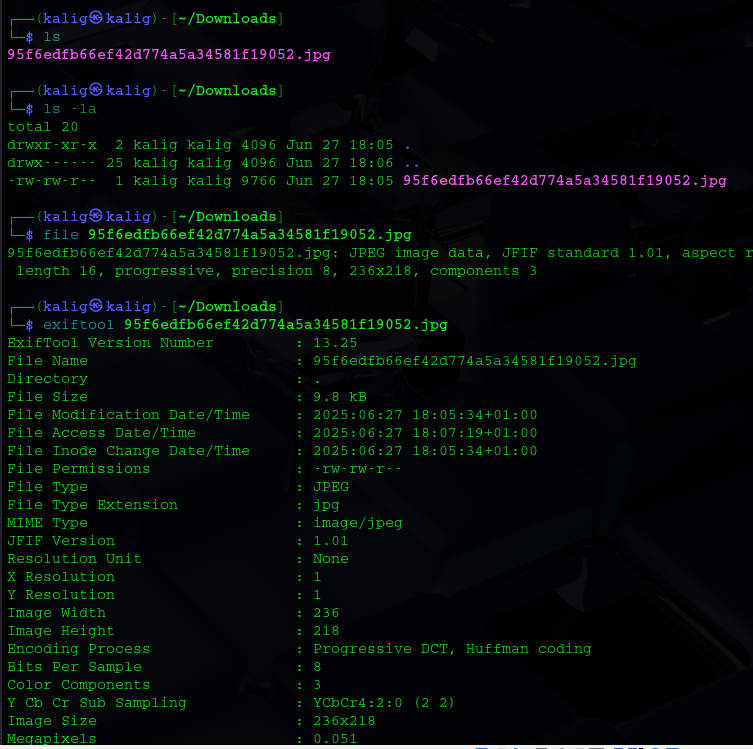 ┌──(kalig㉿kalig)-[~/Downloads]
└─$ ls
95f6edfb66ef42d774a5a34581f19052.jpg
┌──(kalig㉿kalig)-[~/Downloads]
└─$ ls -la
total 20
drwxr-xr-x  2 kalig kalig 4096 Jun 27 18:05 .
drwx------ 25 kalig kalig 4096 Jun 27 18:06 ..
-rw-rw-r--  1 kalig kalig 9766 Jun 27 18:05 95f6edfb66ef42d774a5a34581f19052.jpg
┌──(kalig㉿kalig)-[~/Downloads]
└─$ file 95f6edfb66ef42d774a5a34581f19052.jpg
95f6edfb66ef42d774a5a34581f19052.jpg: JPEG image data, JFIF standard 1.01, aspect r
 length 16, progressive, precision 8, 236x218, components 3
┌──(kalig㉿kalig)-[~/Downloads]
└─$ exiftool 95f6edfb66ef42d774a5a34581f19052.jpg
ExifTool Version Number         : 13.25
File Name                       : 95f6edfb66ef42d774a5a34581f19052.jpg
Directory                       : .
File Size                       : 9.8 kB
File Modification Date/Time     : 2025:06:27 18:05:34+01:00
File Access Date/Time           : 2025:06:27 18:07:19+01:00
File Inode Change Date/Time     : 2025:06:27 18:05:34+01:00
File Permissions                : -rw-rw-r--
File Type                       : JPEG
File Type Extension             : jpg
MIME Type                       : image/jpeg
JFIF Version                    : 1.01
Resolution Unit                 : None
X Resolution                    : 1
Y Resolution                    : 1
Image Width                     : 236
Image Height                    : 218
Encoding Process                : Progressive DCT, Huffman coding
Bits Per Sample                 : 8
Color Components                : 3
Y Cb Cr Sub Sampling            : YCbCr4:2:0 (2 2)
Image Size                      : 236x218
Megapixels                      : 0.051